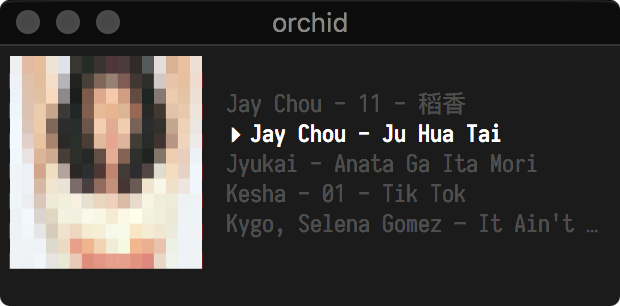 orchid
Jay Chou - 11 - 稻香
Jay Chou - Ju Hua Tai
Jyukai - Anata Ga Ita Mori
Kesha - 01 - Tik Tok
Kygo, Selena Gomez - It Ain't …